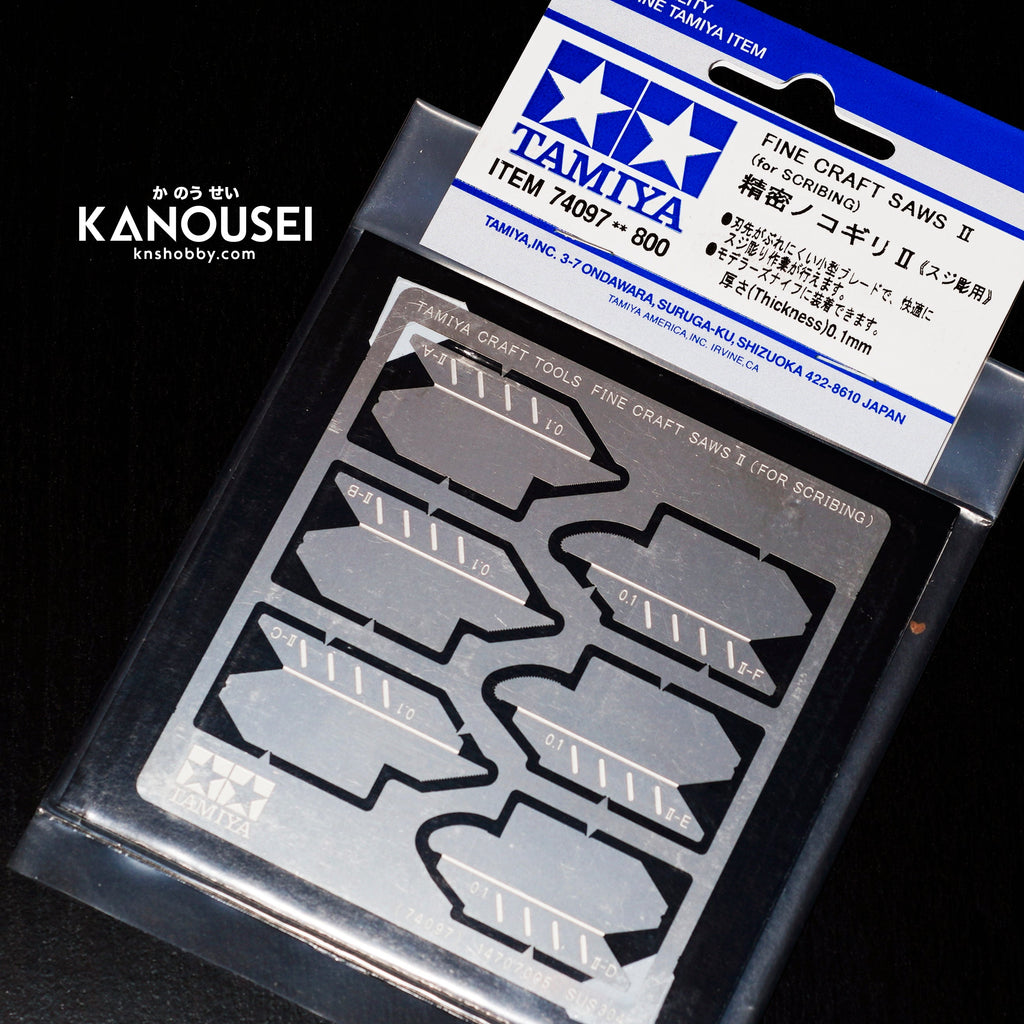 LITY
INE TAMIYA ITEM
TAMIYA
ITEM 74097** 800
FINE CRAFT SAWS II
(for SCRIBING)
精密ノコギリⅡ《スジ彫用》
●刃先がぶれにくい小型ブレードで、快適に
スジ彫り作業が行えます。
●モデラーズナイフに装着できます。
厚さ(Thickness)0.1mm
TAMIYA,INC. 3-7 ONDAWARA, SURUGA-KU, SHIZUOKA 422-8610 JAPAN
TAMIYA AMERICA, INC. IRVINE, CA
か のう せい
KANOUSEI
knshobby.com
TAMIYA CRAFT TOOLS FINE CRAFT SAWS II (FOR SCRIBING)
II-A
0.1
II-B
0.1
II-C
0.1
0.1
II-F
0.1
II-E
0.1
II-D
TAMIYA
(74097) 14707095 SUS304